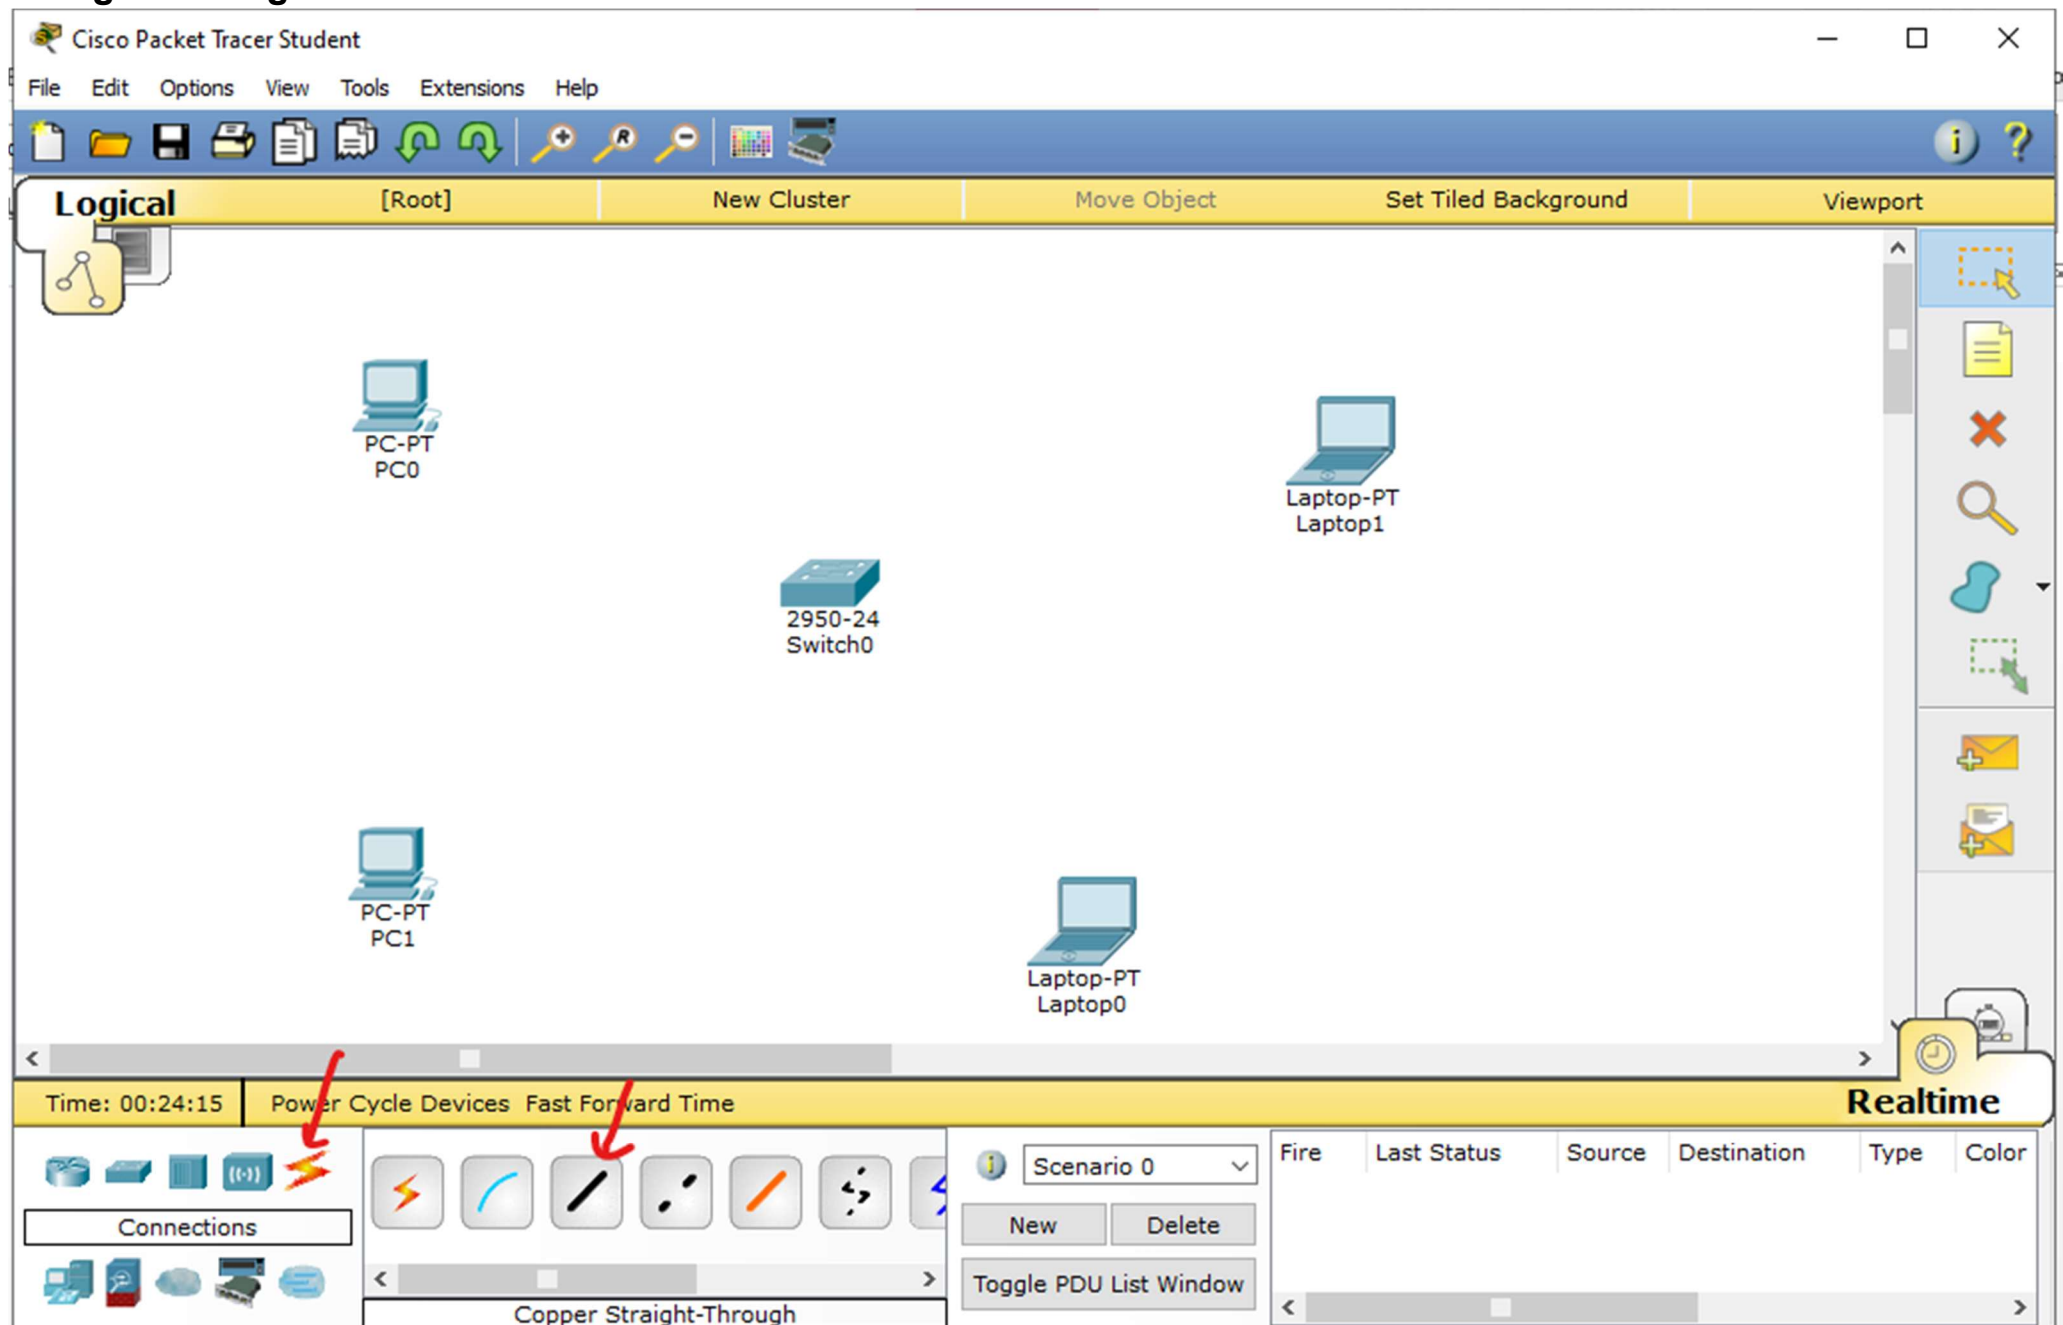 Cisco Packet Tracer Student
File Edit Options View Tools Extensions Help
Logical [Root] New Cluster Move Object Set Tiled Background Viewport
PC-PT
PC0
Laptop-PT
Laptop1
2950-24
Switch0
PC-PT
PC1
Laptop-PT
Laptop0
Time: 00:24:15 Power Cycle Devices Fast Forward Time Realtime
Fire Last Status Source Destination Type Color
Scenario 0
New Delete
Connections
Toggle PDU List Window
Copper Straight-Through